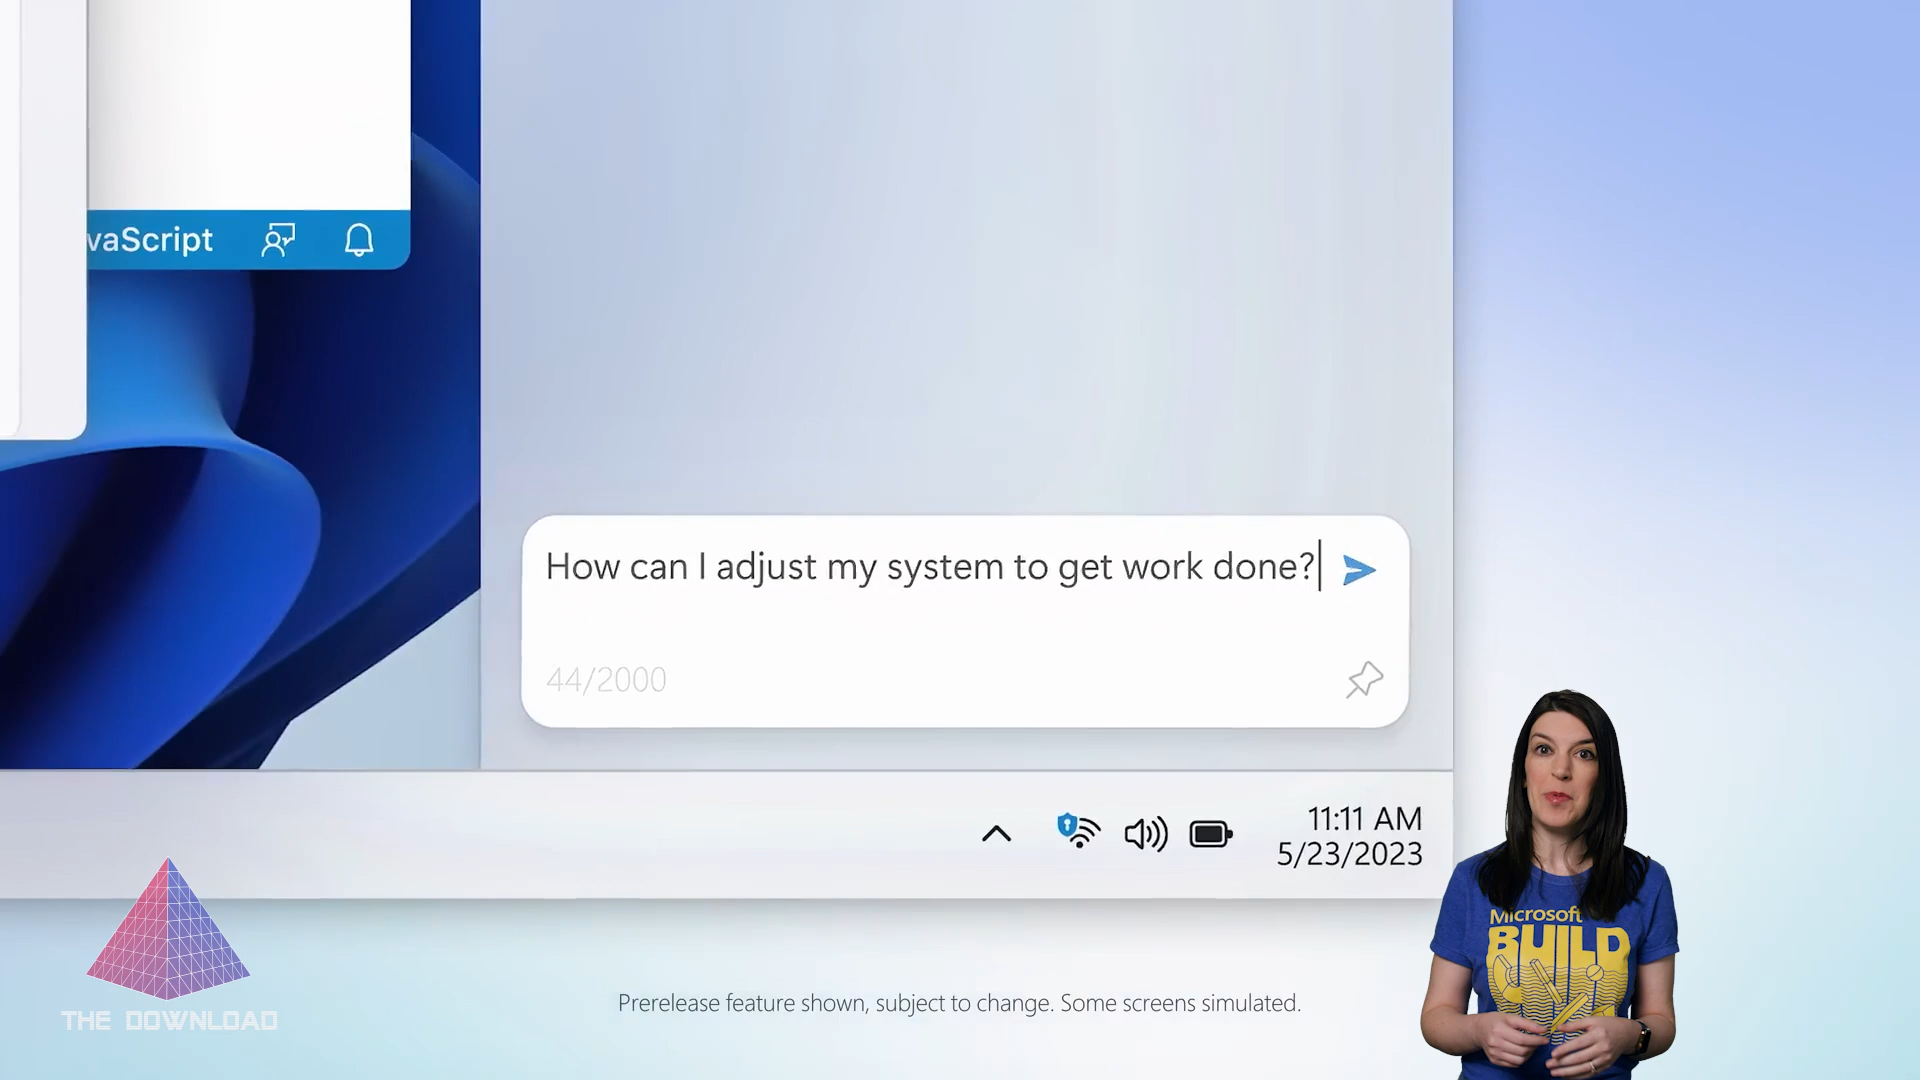 vaScript
How can I adjust my system to get work done?
44/2000
11:11 AM
5/23/2023
Microsoft
BUILD
THE DOWNLOAD
Prerelease feature shown, subject to change. Some screens simulated.